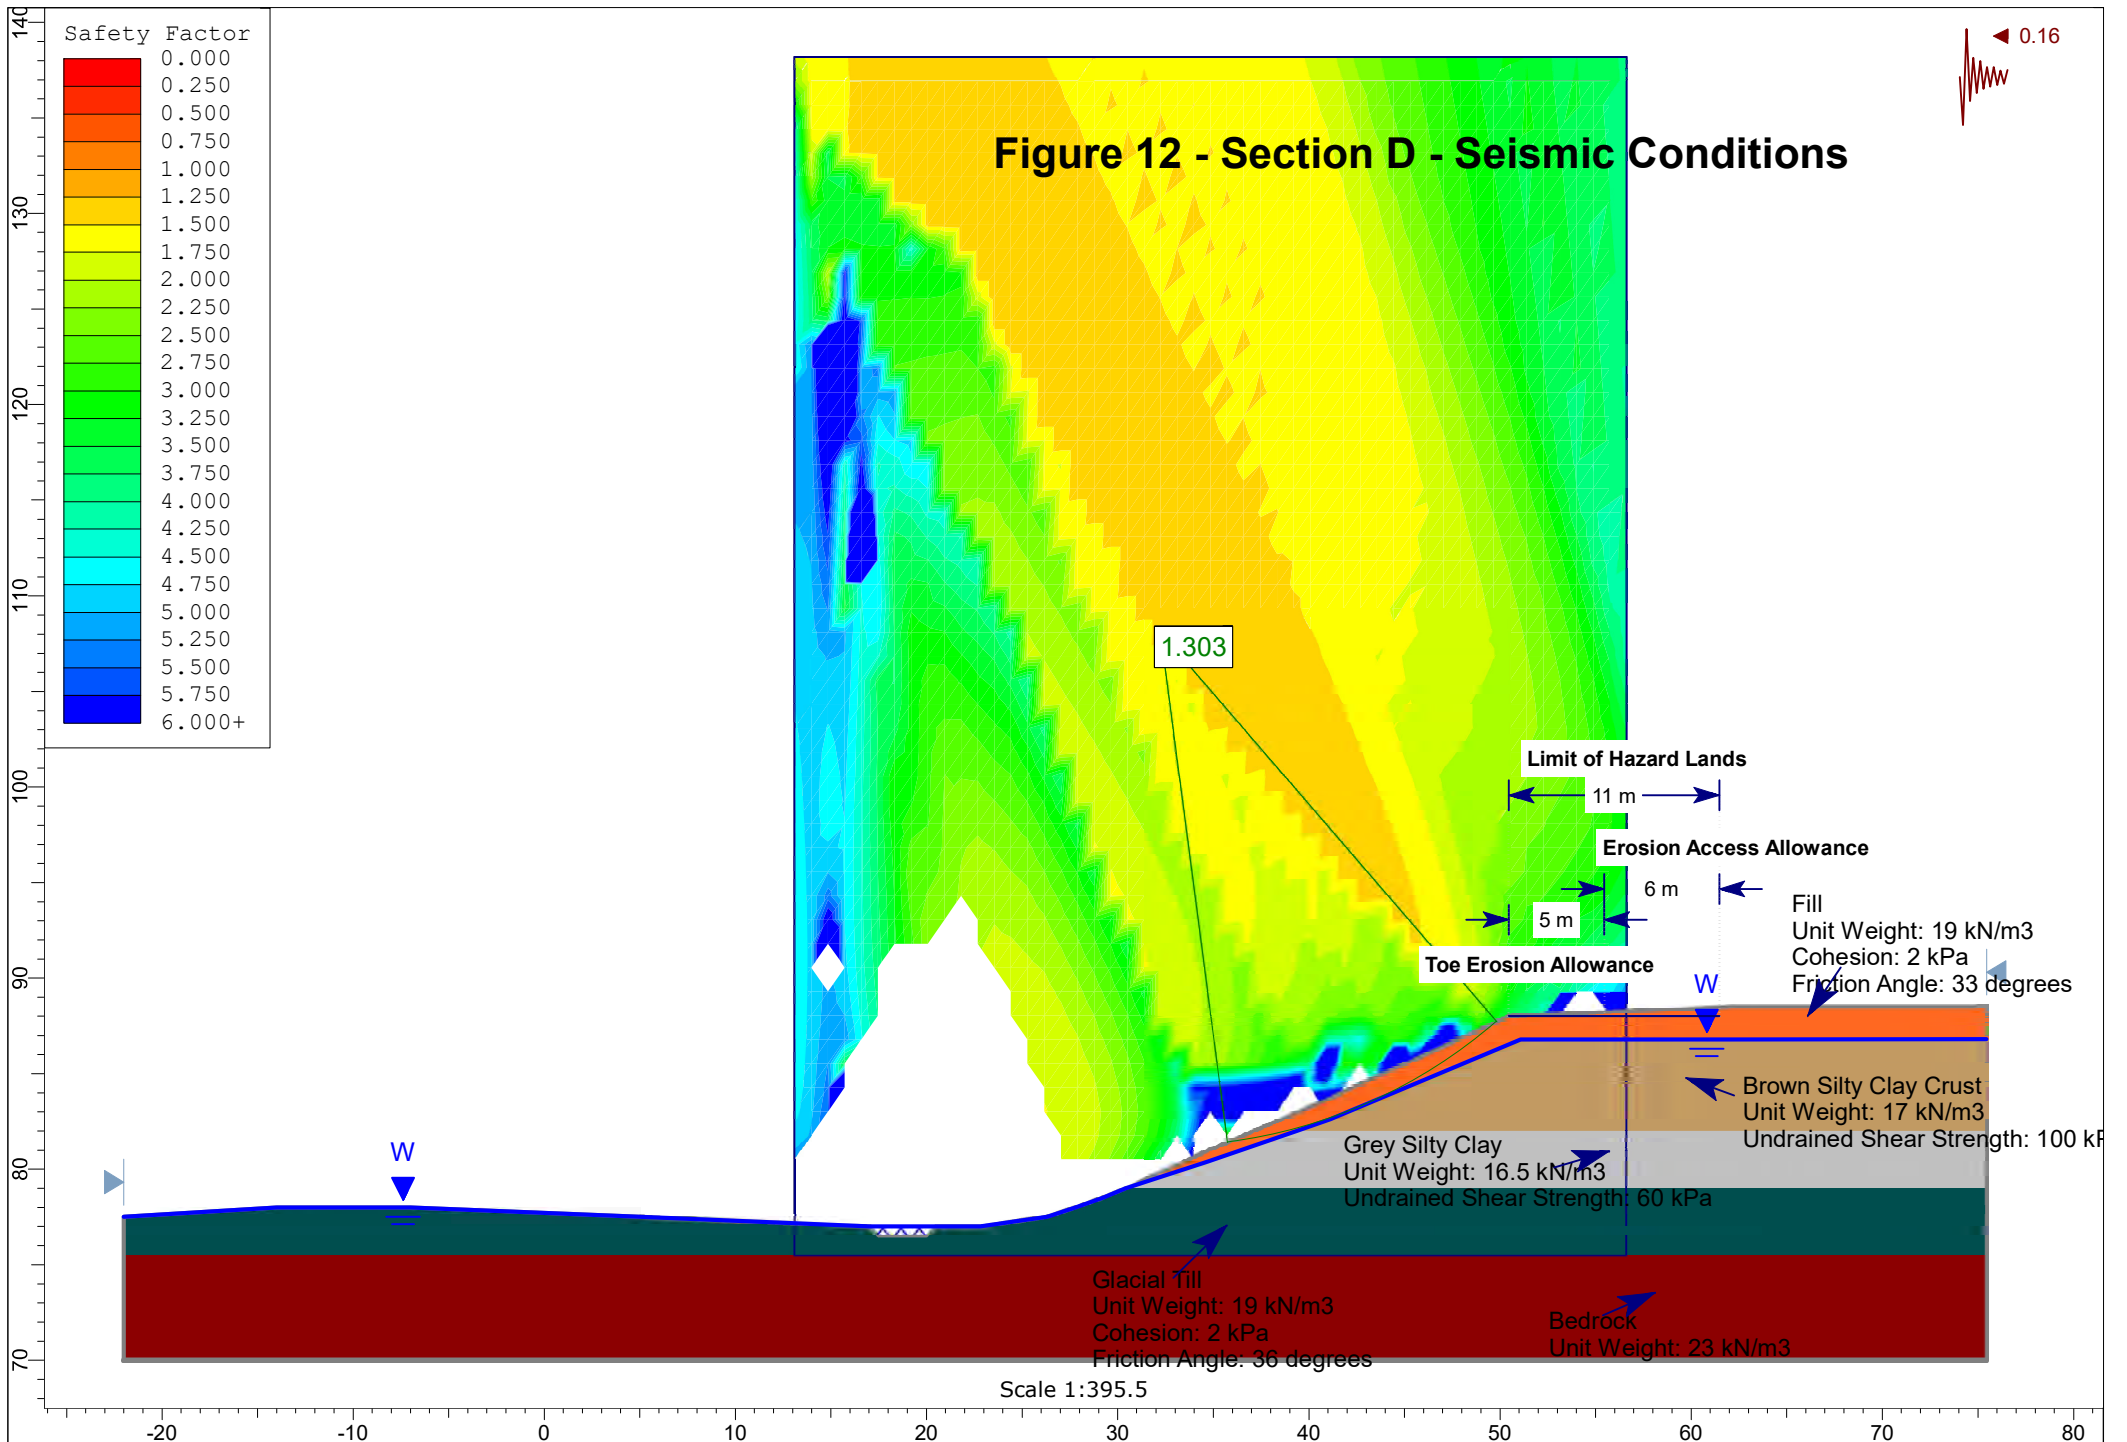 Safety Factor
0.000
0.250
0.500
0.750
1.000
1.250
1.500
1.750
2.000
2.250
2.500
2.750
3.000
3.250
3.500
3.750
4.000
4.250
4.500
4.750
5.000
5.250
5.500
5.750
6.000+
0.16
Figure 12 - Section D - Seismic Conditions
1.303
Limit of Hazard Lands
11 m
Erosion Access Allowance
6 m
5 m
Toe Erosion Allowance
Fill
Unit Weight: 19 kN/m3
Cohesion: 2 kPa
Friction Angle: 33 degrees
W
Brown Silty Clay Crust
Unit Weight: 17 kN/m3
Undrained Shear Strength: 100 kP
Grey Silty Clay
Unit Weight: 16.5 kN/m3
Undrained Shear Strength: 60 kPa
W
Glacial Till
Unit Weight: 19 kN/m3
Cohesion: 2 kPa
Friction Angle: 36 degrees
Bedrock
Unit Weight: 23 kN/m3
Scale 1:395.5
140
130
120
110
100
90
80
70
-20 -10 0 10 20 30 40 50 60 70 80